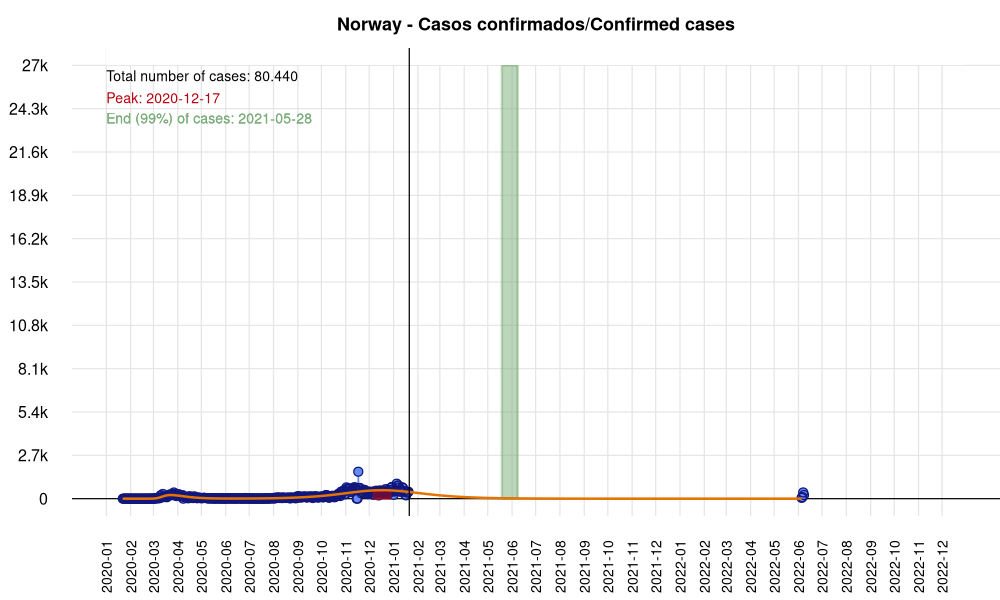 Norway - Casos confirmados/Confirmed cases
27k
24.3k
21.6k
18.9k
16.2k
13.5k
10.8k
8.1k
5.4k
2.7k
0
Total number of cases: 80.440
Peak: 2020-12-17
End (99%) of cases: 2021-05-28
2020-01
2020-02
2020-03
2020-04
2020-05
2020-06
2020-07
2020-08
2020-09
2020-10
2020-11
2020-12
2021-01
2021-02
2021-03
2021-04
2021-05
2021-06
2021-07
2021-08
2021-09
2021-10
2021-11
2021-12
2022-01
2022-02
2022-03
2022-04
2022-05
2022-06
2022-07
2022-08
2022-09
2022-10
2022-11
2022-12